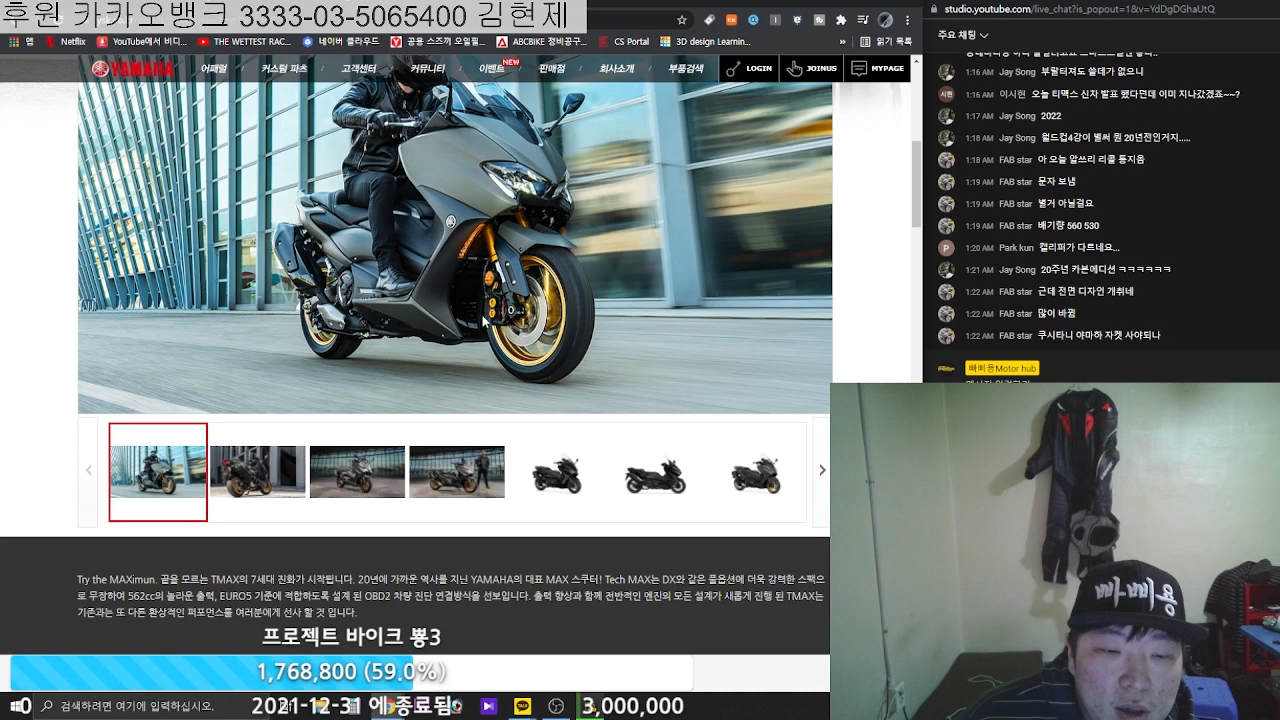 후원 카카오뱅크 3333-03-5065400 김현제
studio.youtube.com/live_chat?is_popout=1&v=YdDgDGhaUtQ
앱 Netflix YouTube에서 비디... THE WETTEST RAC... 네이버 클라우드 공용 스즈끼 오일필... ABCBIKE 정비공구... CS Portal 3D design Learnin... » 읽기 목록
주요 채팅
YAMAHA 어패럴 / 커스텀 파츠 / 고객센터 / 커뮤니티 / 이벤트 NEW / 판매점 / 회사소개 / 부품검색 LOGIN JOINUS MYPAGE
1:16 AM Jay Song 부랄터져도 쓸데가 없으니
1:16 AM 이시현 오늘 티맥스 신자 발표 했다던데 이미 지나갔겠죠~~?
1:17 AM Jay Song 2022
1:18 AM Jay Song 월드컵4강이 벌써 뭔 20년전인거지.....
1:18 AM FAB star 아 오늘 알쓰리 리콜 통지옴
1:19 AM FAB star 문자 보냄
1:19 AM FAB star 별거 아닐걸요
1:19 AM FAB star 배기량 560 530
1:20 AM Park kun 캘리퍼가 다르네요...
1:21 AM Jay Song 20주년 카본에디션 ㅋㅋㅋㅋㅋㅋ
1:22 AM FAB star 근데 전면 디자인 개취네
1:22 AM FAB star 많이 바뀜
1:22 AM FAB star 쿠시타니 야마하 자켓 사야되나
빠삐용Motor hub
Try the MAXimun. 끝을 모르는 TMAX의 7세대 진화가 시작됩니다. 20년에 가까운 역사를 지닌 YAMAHA의 대표 MAX 스쿠터! Tech MAX는 DX와 같은 풀옵션에 더욱 강력한 스펙으
로 무장하여 562cc의 놀라운 출력, EURO5 기준에 적합하도록 설계 된 OBD2 차량 진단 연결방식을 선보입니다. 출력 향상과 함께 전반적인 엔진의 모든 설계가 새롭게 진행 된 TMAX는
기존과는 또 다른 환상적인 퍼포먼스를 여러분에게 선사 할 것 입니다.
빠삐용
프로젝트 바이크 뽕3
1,768,800 (59.0%)
0 검색하려면 여기에 입력하십시오. 2021-12-31 에 종료됨 3,000,000